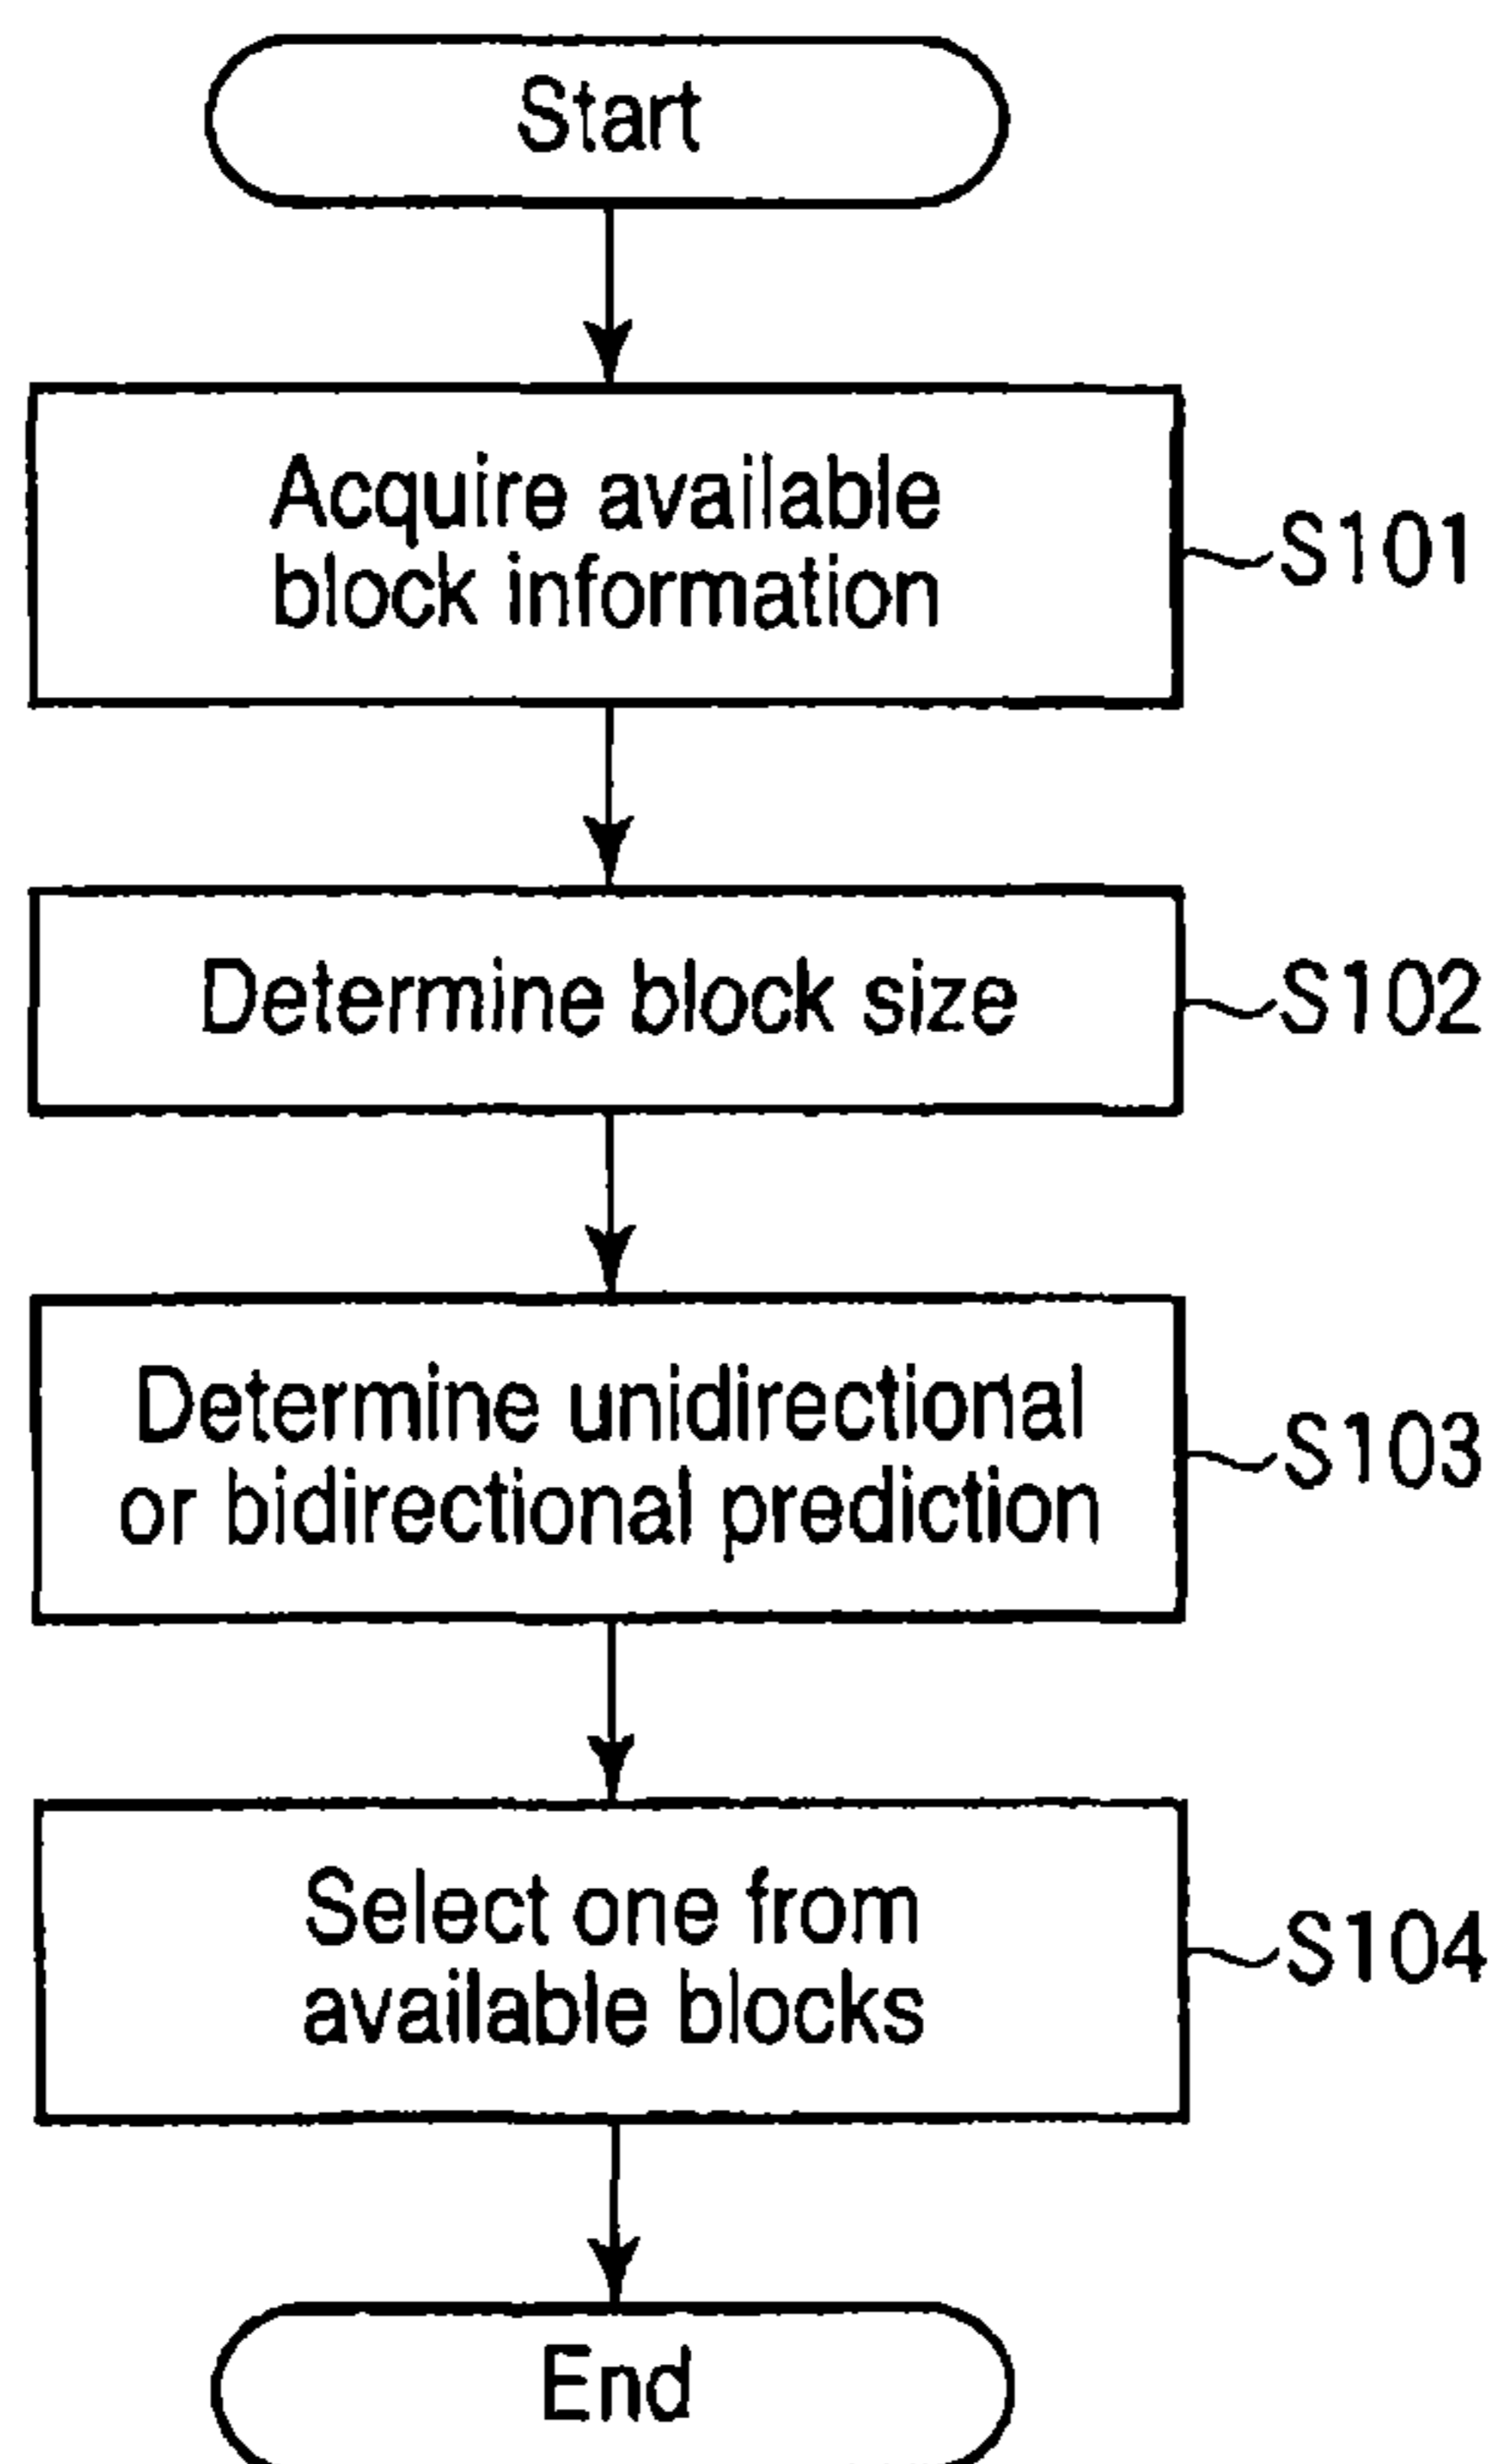 Start
Acquire available
block information
S101
Determine block size
S102
Determine unidirectional
or bidirectional prediction
S103
Select one from
available blocks
S104
End